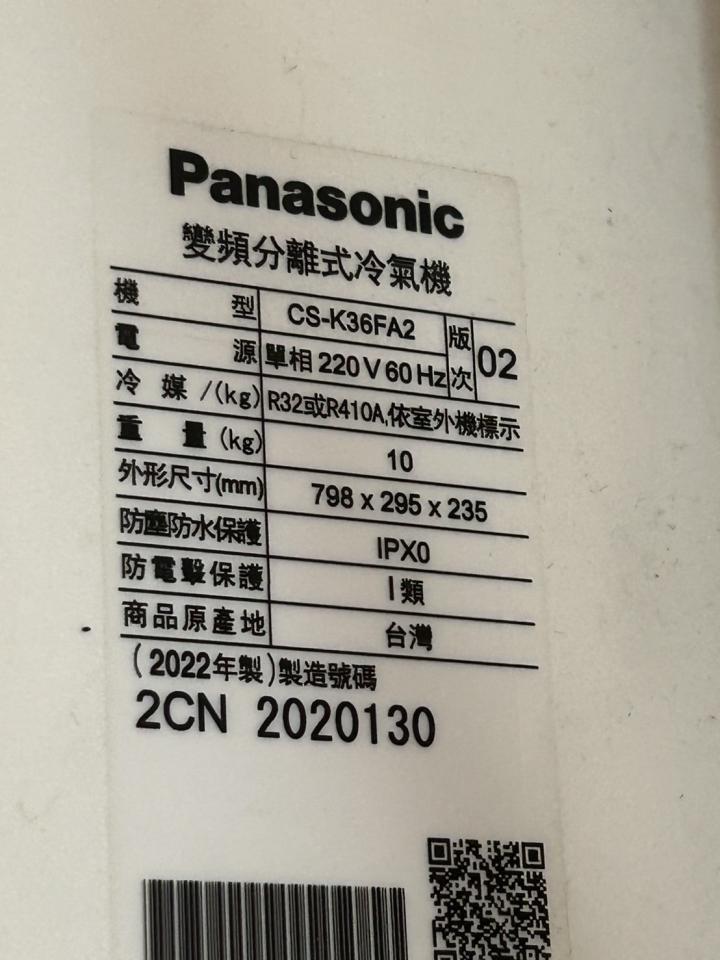 Panasonic
變頻分離式冷氣機
機型 CS-K36FA2 版次 02
電源 單相 220V 60Hz
冷媒/(kg) R32或R410A,依室外機標示
重量(kg) 10
外形尺寸(mm) 798 x 295 x 235
防塵防水保護 IPX0
防電擊保護 I類
商品原產地 台灣
(2022年製)製造號碼
2CN 2020130